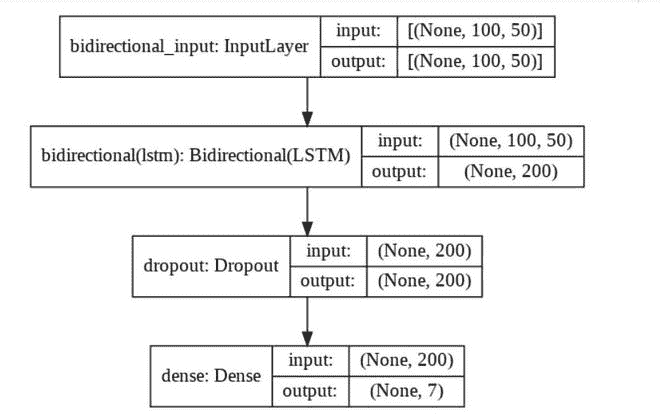 bidirectional_input: InputLayer
input: [(None, 100, 50)]
output: [(None, 100, 50)]
bidirectional(lstm): Bidirectional(LSTM)
input: (None, 100, 50)
output: (None, 200)
dropout: Dropout
input: (None, 200)
output: (None, 200)
dense: Dense
input: (None, 200)
output: (None, 7)